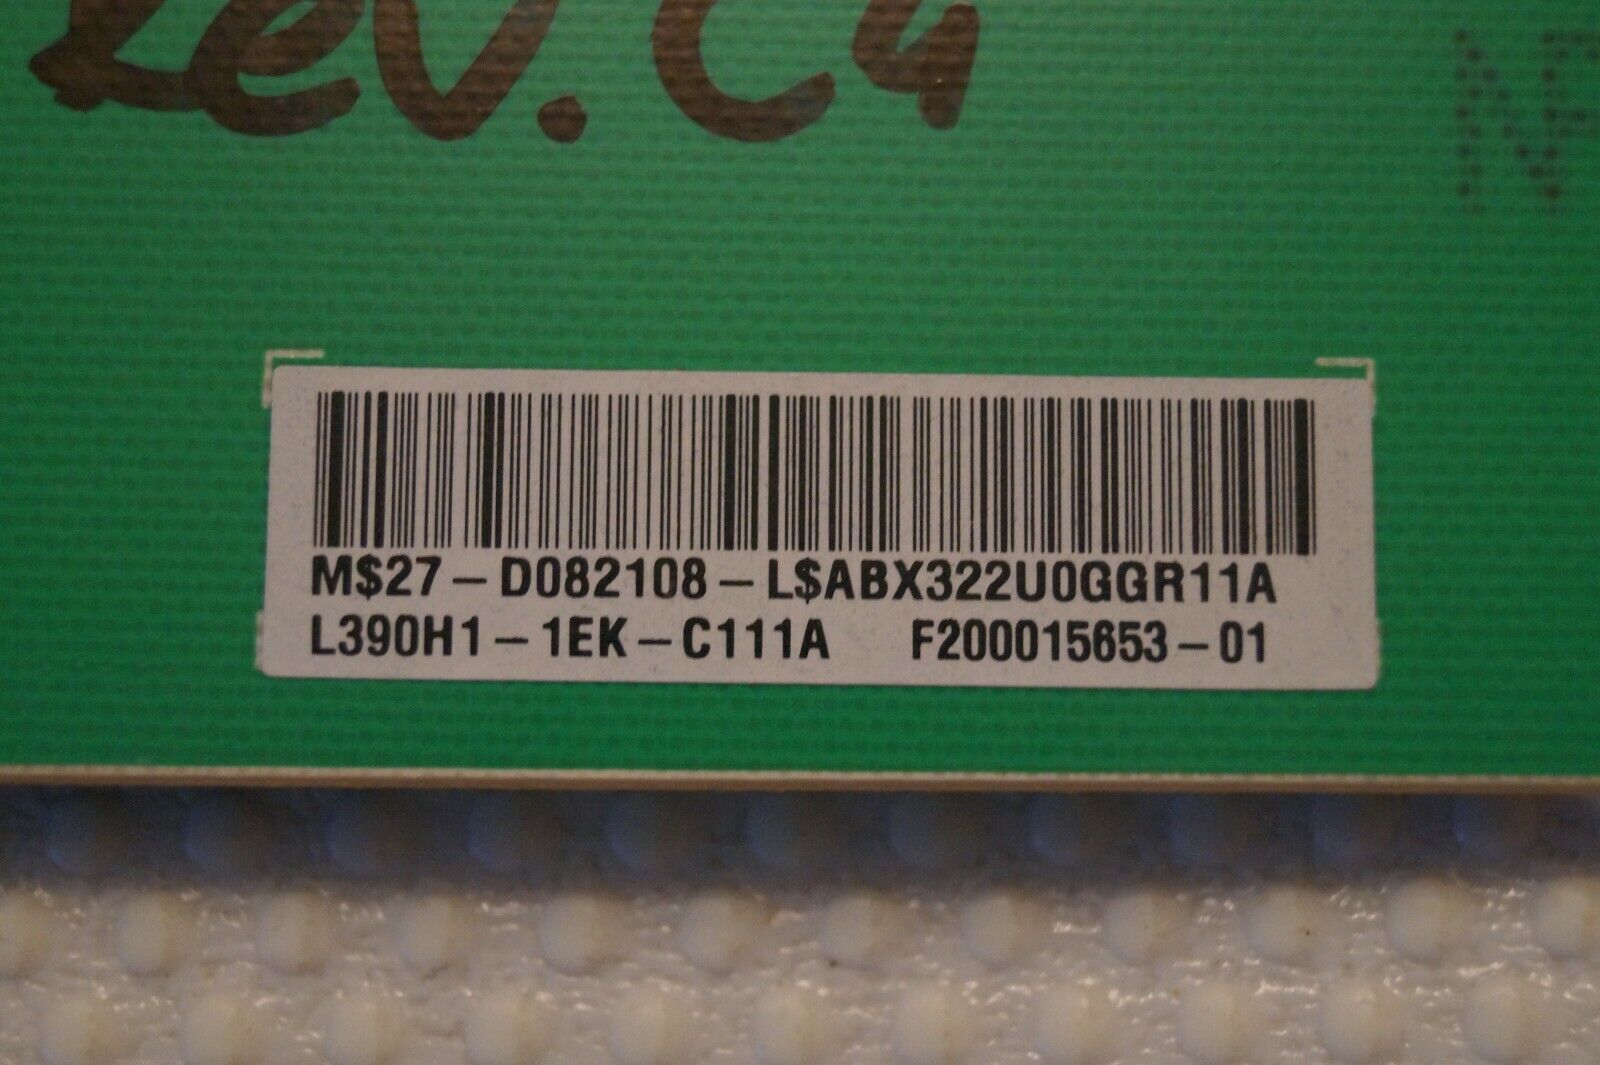 Rev. C4
M$27-D082108-L$ABX322U0GGR11A
L390H1-1EK-C111A F200015653-01